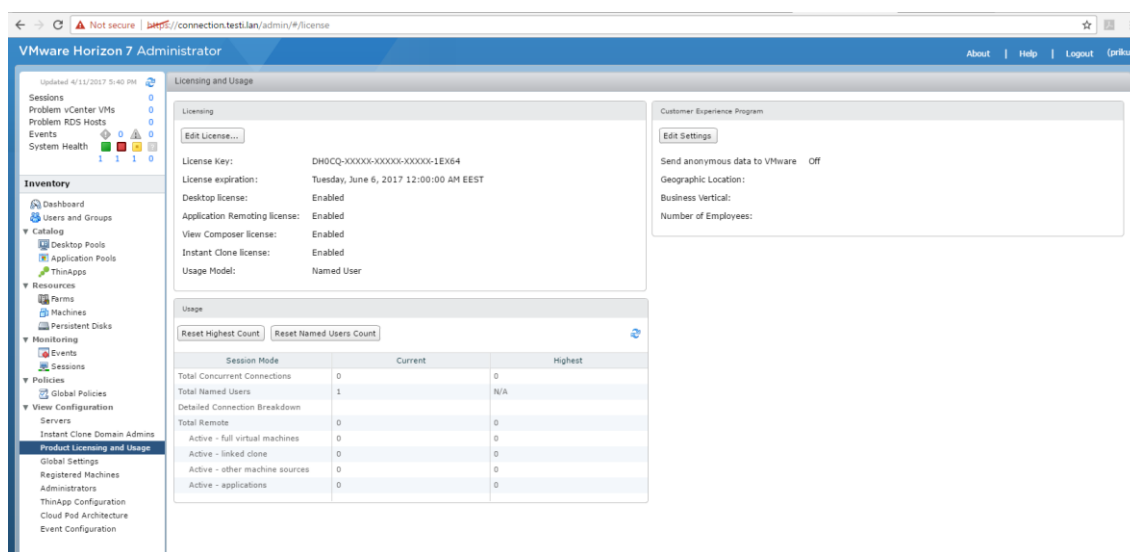 Not secure | https://connection.testi.lan/admin/#/license
VMware Horizon 7 Administrator
About | Help | Logout (priku
Updated 4/11/2017 5:40 PM
Sessions 0
Problem vCenter VMs 0
Problem RDS Hosts 0
Events 0 0
System Health
1 1 1 0
Inventory
Dashboard
Users and Groups
Catalog
Desktop Pools
Application Pools
ThinApps
Resources
Farms
Machines
Persistent Disks
Monitoring
Events
Sessions
Policies
Global Policies
View Configuration
Servers
Instant Clone Domain Admins
Product Licensing and Usage
Global Settings
Registered Machines
Administrators
ThinApp Configuration
Cloud Pod Architecture
Event Configuration
Licensing and Usage
Licensing
Edit License...
License Key: DH0CQ-XXXXX-XXXXX-XXXXX-1EX64
License expiration: Tuesday, June 6, 2017 12:00:00 AM EEST
Desktop license: Enabled
Application Remoting license: Enabled
View Composer license: Enabled
Instant Clone license: Enabled
Usage Model: Named User
Usage
Reset Highest Count Reset Named Users Count
Session Mode Current Highest
Total Concurrent Connections 0 0
Total Named Users 1 N/A
Detailed Connection Breakdown
Total Remote 0 0
Active - full virtual machines 0 0
Active - linked clone 0 0
Active - other machine sources 0 0
Active - applications 0 0
Customer Experience Program
Edit Settings
Send anonymous data to VMware Off
Geographic Location:
Business Vertical:
Number of Employees: